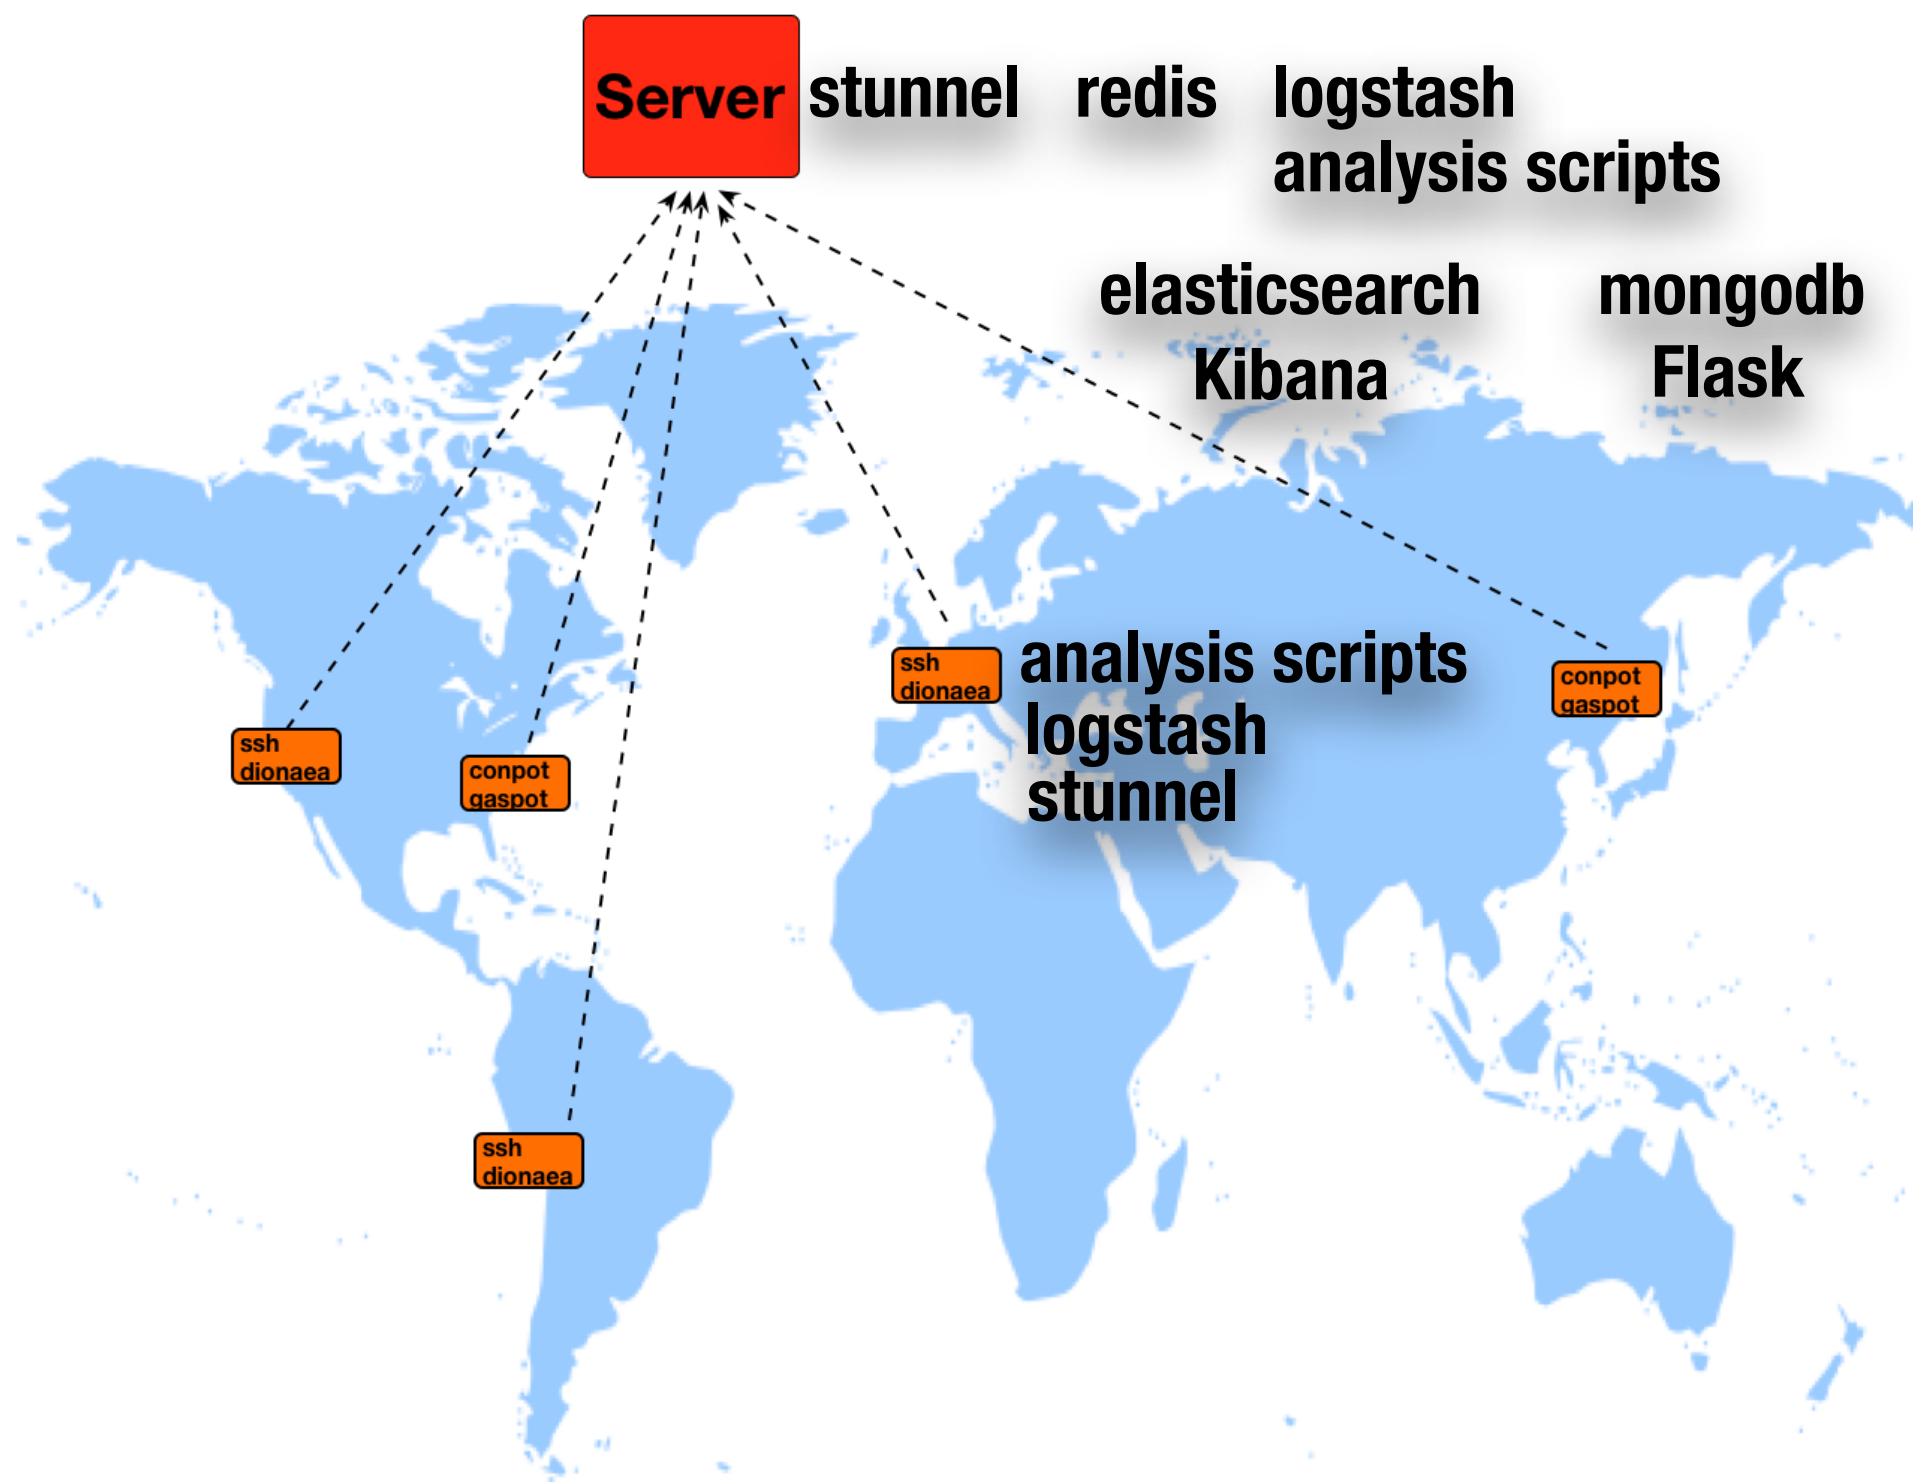 Server stunnel redis logstash
analysis scripts
elasticsearch mongodb
Kibana Flask
ssh
dionaea
analysis scripts
logstash
stunnel
conpot
gaspot
ssh
dionaea
conpot
gaspot
ssh
dionaea